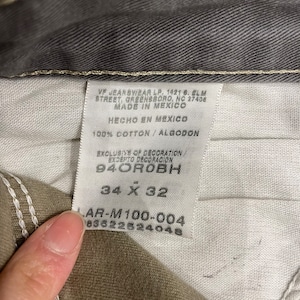 VF JEANSWEAR LP, 1421 S. ELM
STREET, GREENSBORO, NC 27406
MADE IN MEXICO
HECHO EN MEXICO
100% COTTON / ALGODON
EXCLUSIVE OF DECORATION
EXCEPTO DECORACION
94OR0BH
-
34 X 32
LAR-M100-004
83622524048